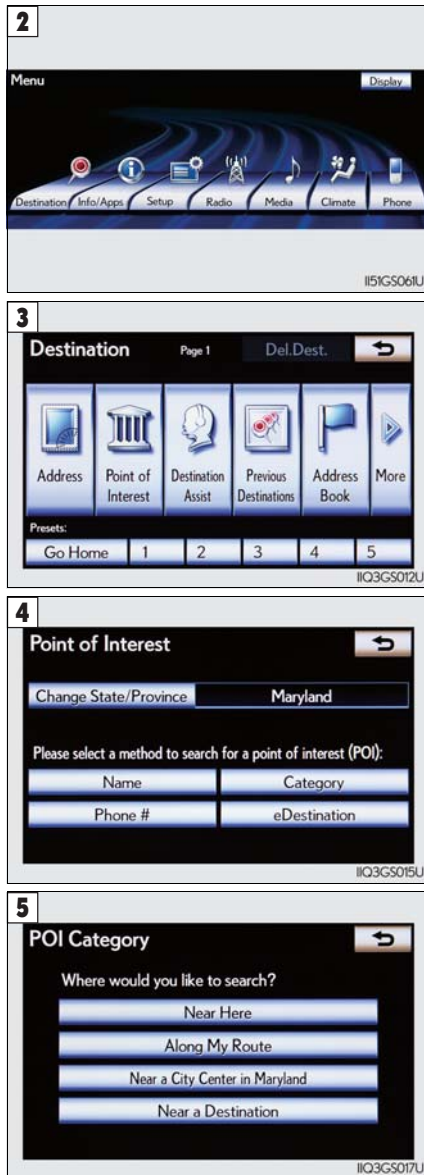 2
Menu
Display
Destination
Info/Apps
Setup
Radio
Media
Climate
Phone
II51GS061U
3
Destination Page 1 Del.Dest.
Address
Point of
Interest
Destination
Assist
Previous
Destinations
Address
Book
More
Presets:
Go Home 1 2 3 4 5
IIQ3GS012U
4
Point of Interest
Change State/Province Maryland
Please select a method to search for a point of interest (POI):
Name Category
Phone # eDestination
IIQ3GS015U
5
POI Category
Where would you like to search?
Near Here
Along My Route
Near a City Center in Maryland
Near a Destination
IIQ3GS017U